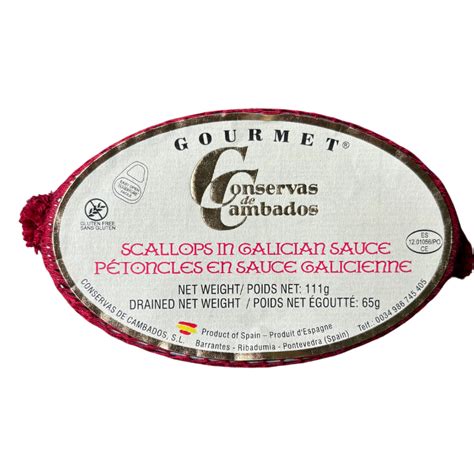 GOURMET®
Conservas
de
Cambados
GLUTEN FREE
SANS GLUTEN
ES
12.01056/PO
CE
SCALLOPS IN GALICIAN SAUCE
PÉTONCLES EN SAUCE GALICIENNE
NET WEIGHT/ POIDS NET: 111g
DRAINED NET WEIGHT / POIDS NET ÉGOUTTÉ: 65g
Product of Spain – Produit d'Espagne
Barrantes - Ribadumia - Pontevedra (Spain)
CONSERVAS DE CAMBADOS, S.L.
Telf.: 0034 986 745 405